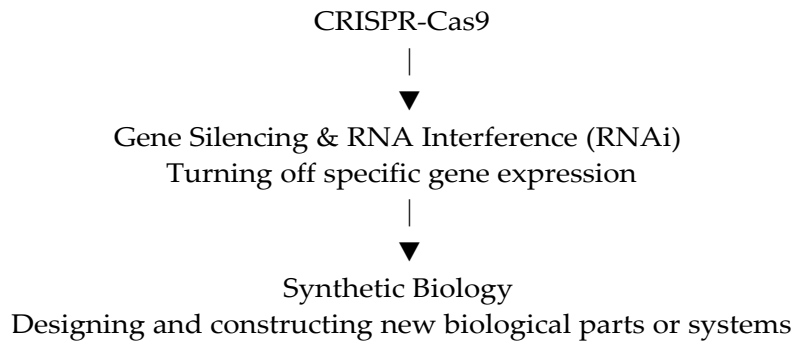 CRISPR-Cas9
|
▼
Gene Silencing & RNA Interference (RNAi)
Turning off specific gene expression
|
▼
Synthetic Biology
Designing and constructing new biological parts or systems